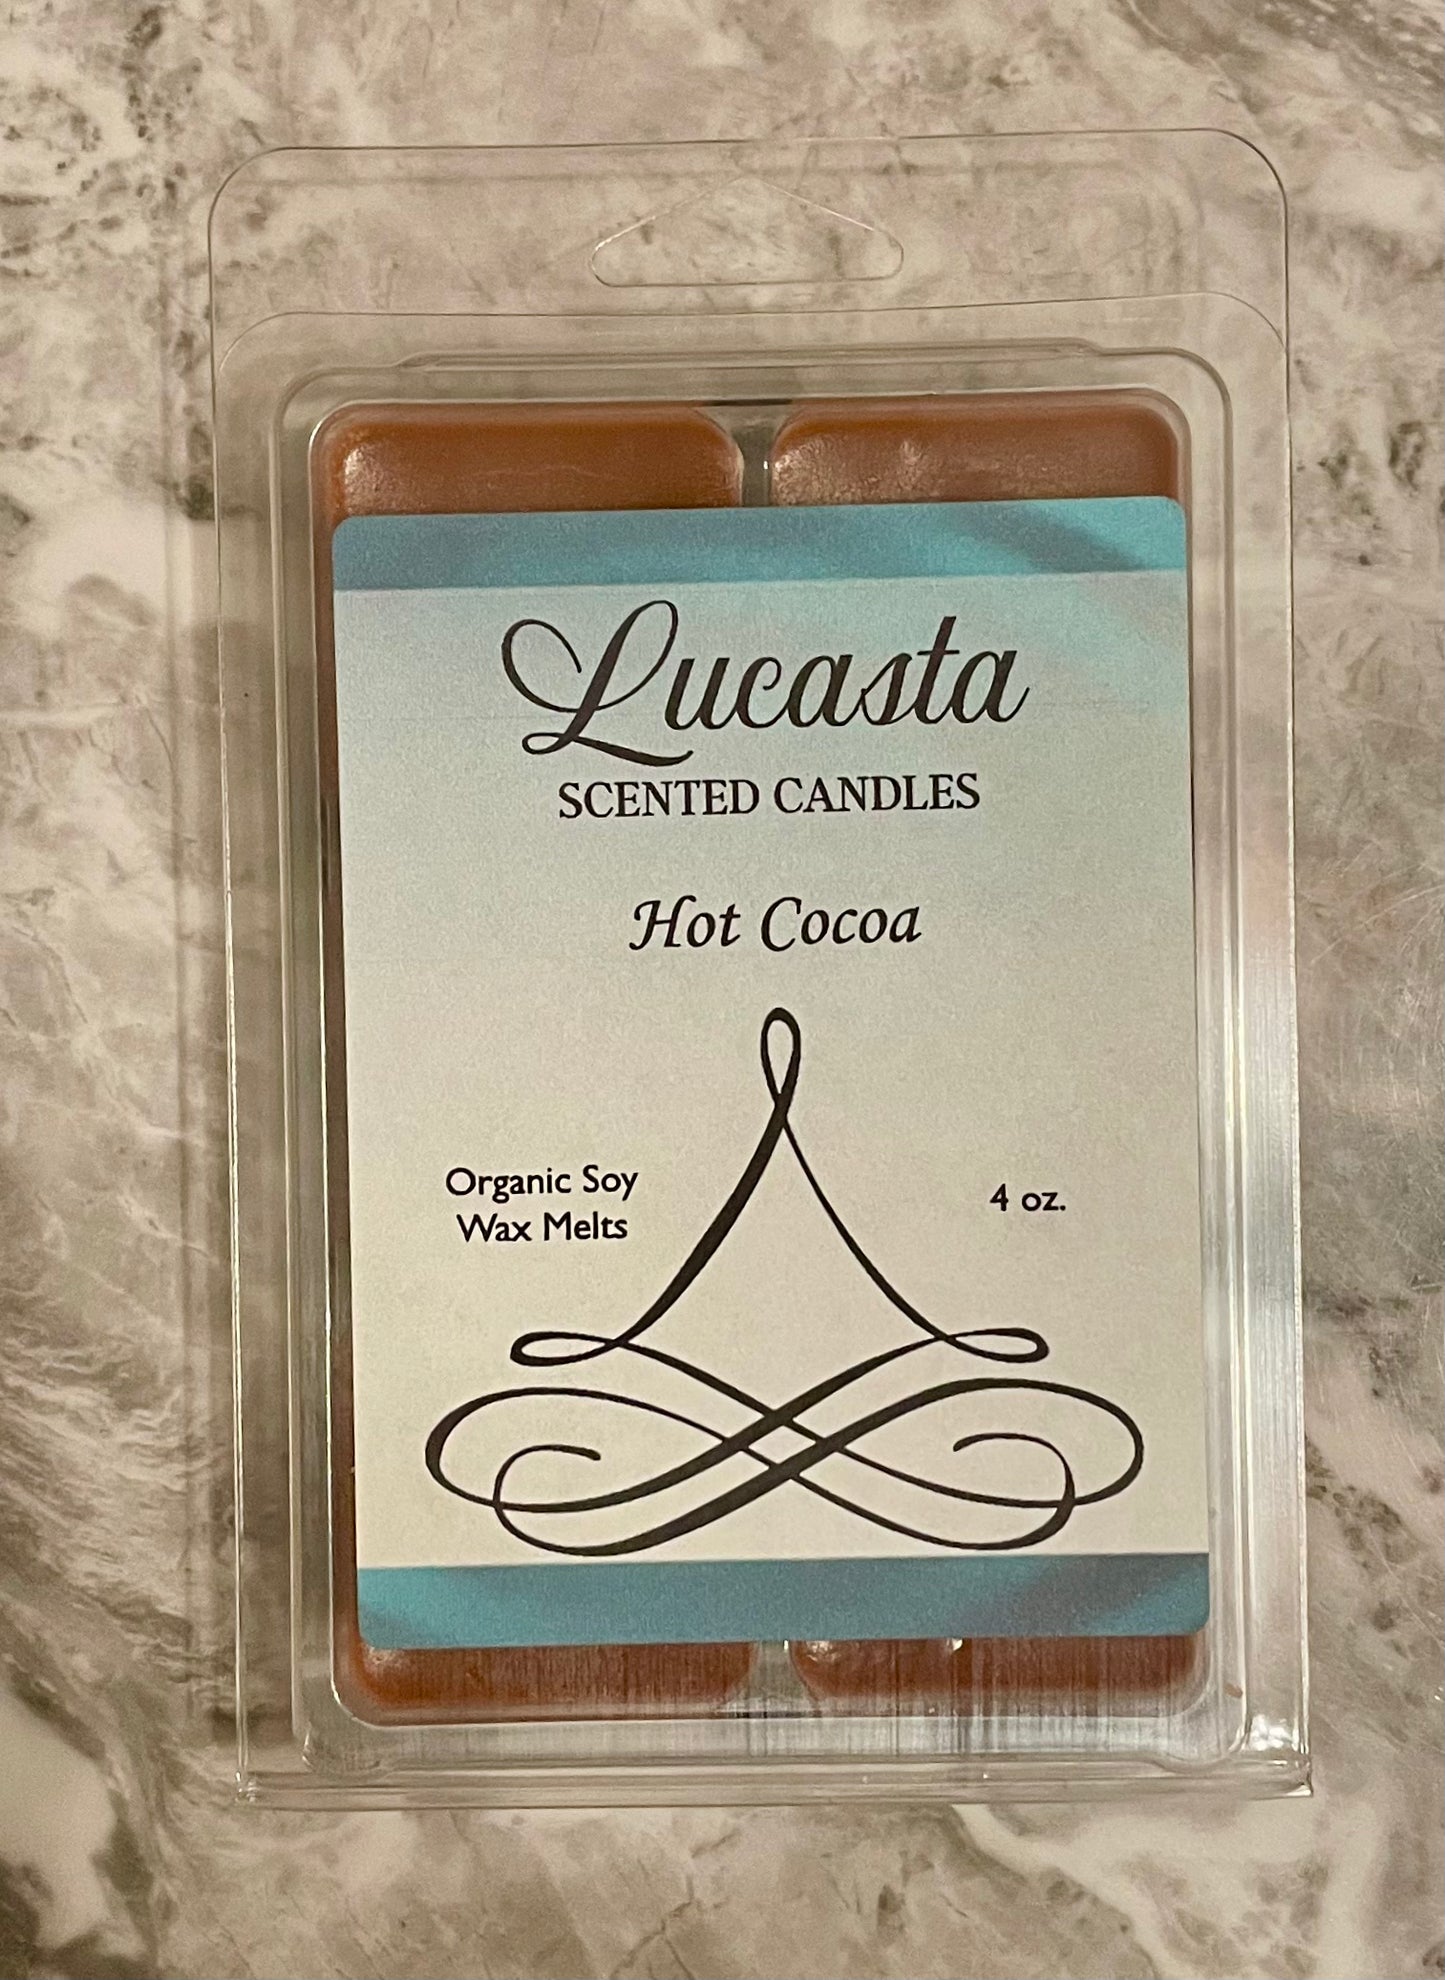 Lucasta
SCENTED CANDLES
Hot Cocoa
Organic Soy
Wax Melts
4 oz.